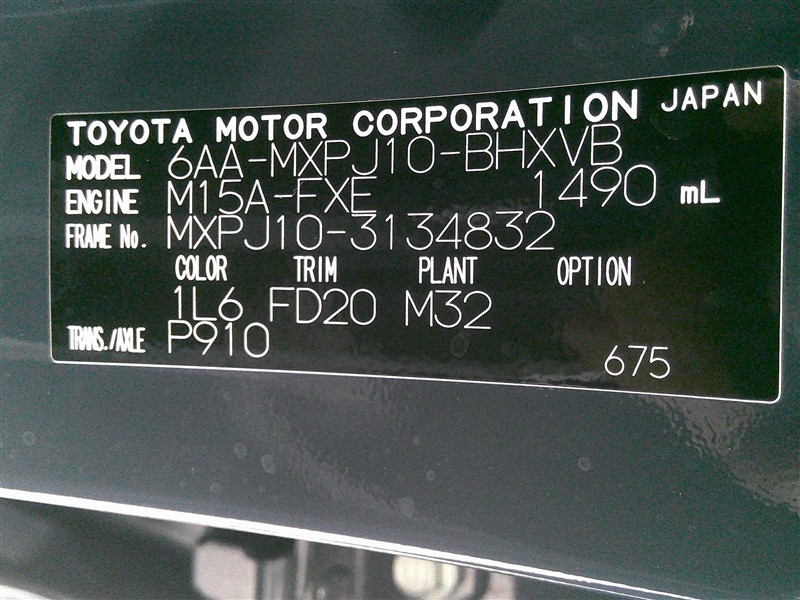 TOYOTA MOTOR CORPORATION JAPAN
MODEL 6AA-MXPJ10-BHXVB
ENGINE M15A-FXE 1490 mL
FRAME No. MXPJ10-3134832
COLOR TRIM PLANT OPTION
1L6 FD20 M32
TRANS./AXLE P910
675